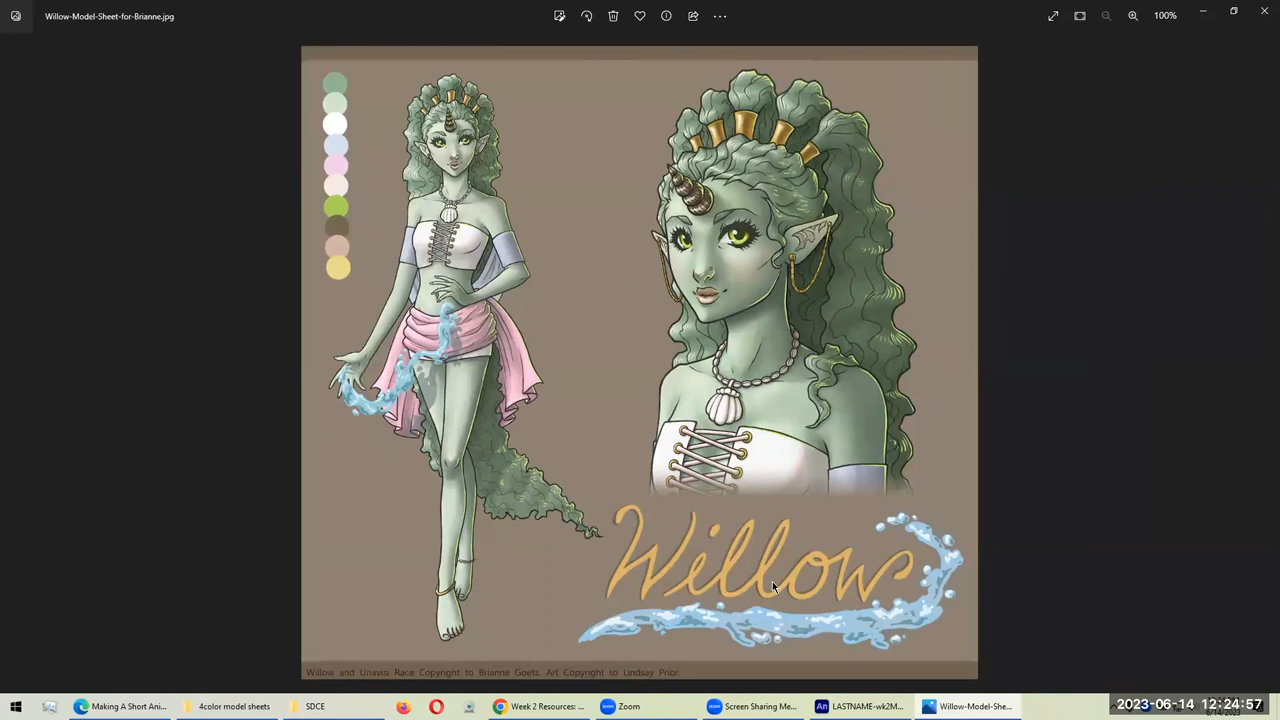 Willow-Model-Sheet-for-Brianne.jpg
100%
Willow
Willow and Unavisi Race Copyright to Brianne Goetz. Art Copyright to Lindsay Prior.
Making A Short Ani...
4color model sheets
SDCE
Week 2 Resources: ...
Zoom
Screen Sharing Me...
An
LASTNAME-wk2M...
Willow-Model-She...
2023-06-14 12:24:57